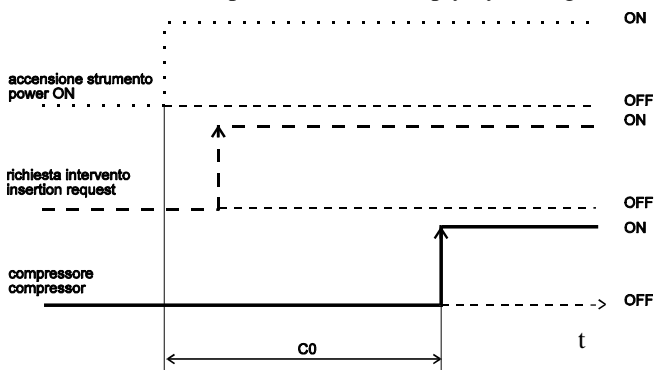 ON
accensione strumento
power ON
OFF
ON
richiesta intervento
insertion request
OFF
ON
compressore
compressor
OFF
t
C0